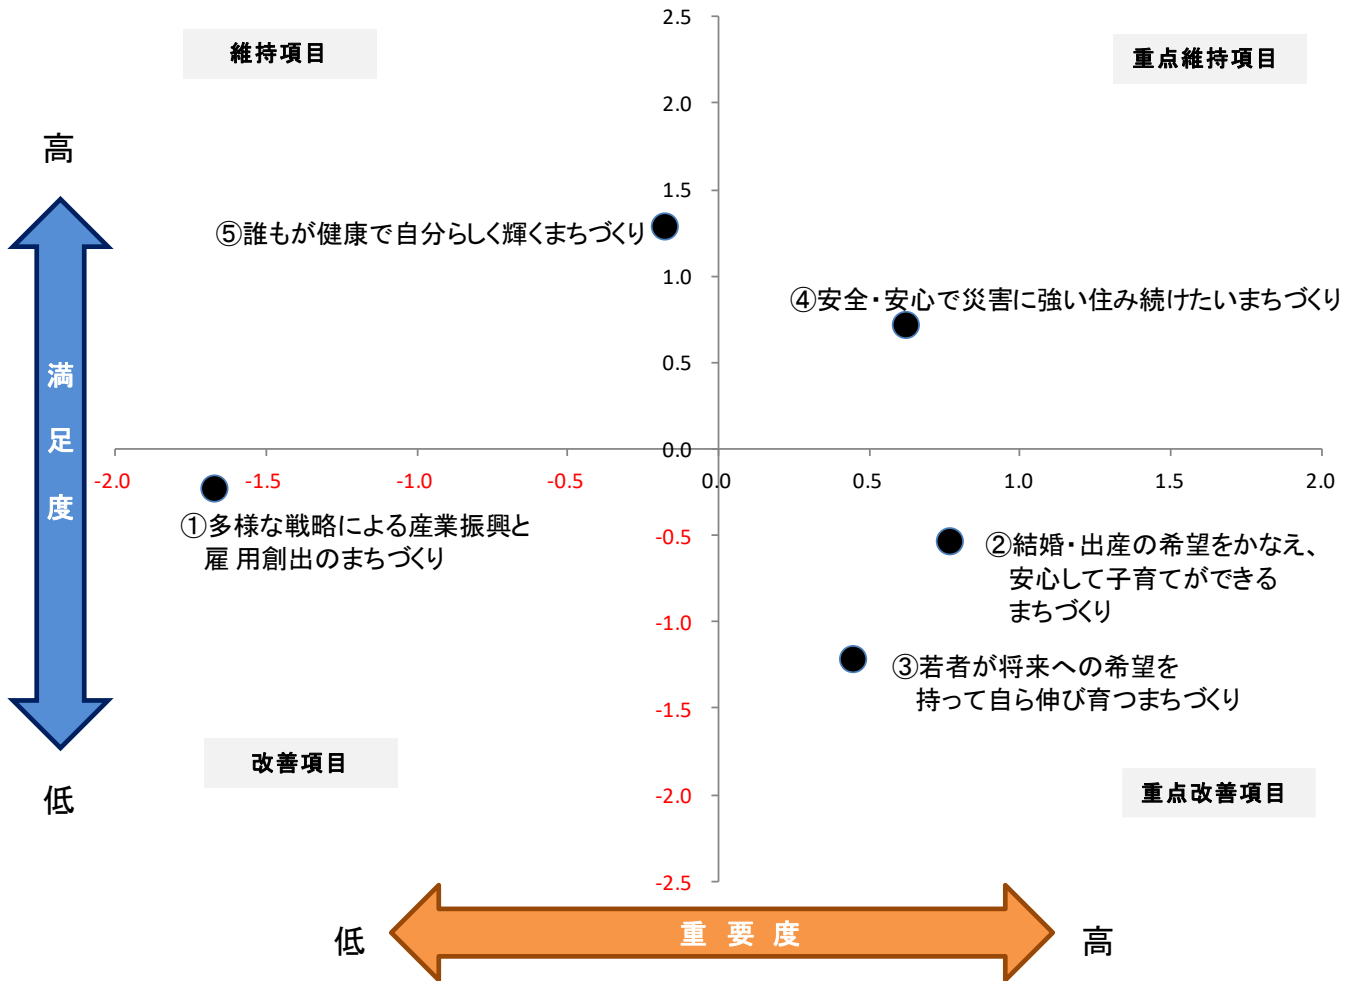 維持項目
重点維持項目
2.5
2.0
1.5
1.0
0.5
0.0
-0.5
-1.0
-1.5
-2.0
-2.5
-2.0
-1.5
-1.0
-0.5
0.0
0.5
1.0
1.5
2.0
高
満足度
低
⑤誰もが健康で自分らしく輝くまちづくり
④安全・安心で災害に強い住み続けたいまちづくり
①多様な戦略による産業振興と
雇 用創出のまちづくり
②結婚・出産の希望をかなえ、
安心して子育てができる
まちづくり
③若者が将来への希望を
持って自ら伸び育つまちづくり
改善項目
重点改善項目
低
重 要 度
高